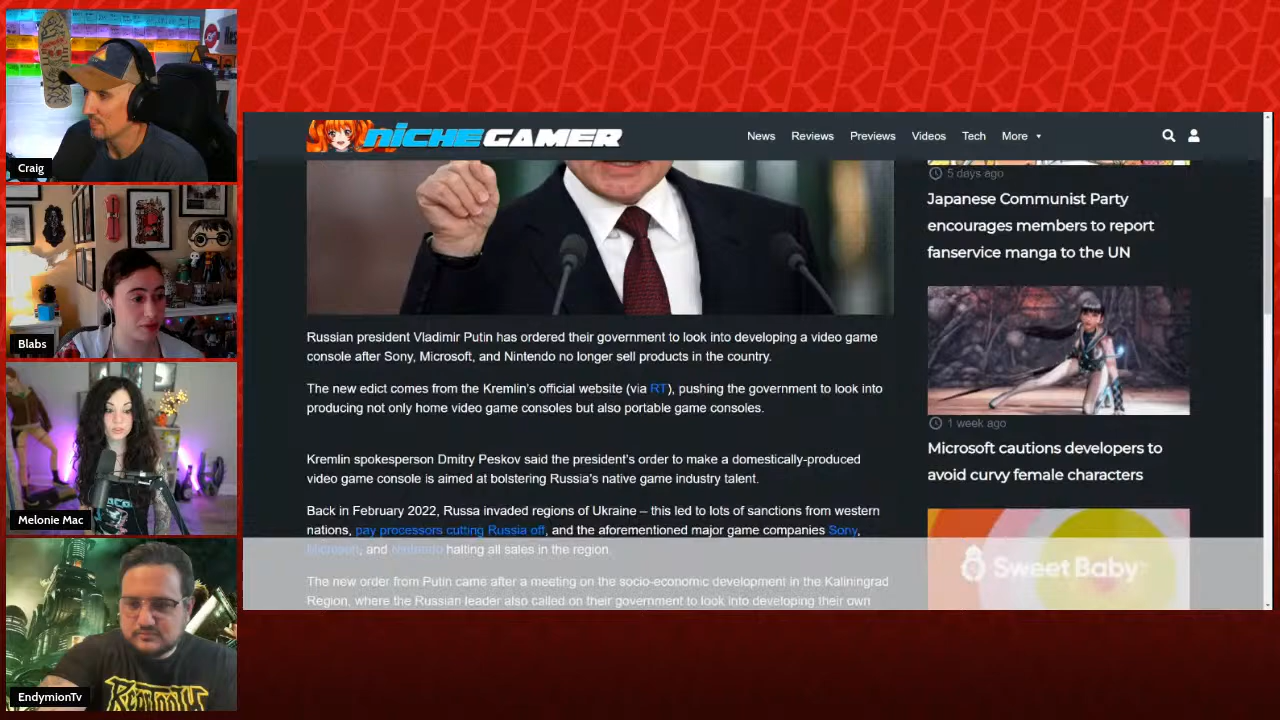 Craig
Blabs
Melonie Mac
EndymionTv
NICHEGAMER
News Reviews Previews Videos Tech More
Russian president Vladimir Putin has ordered their government to look into developing a video game
console after Sony, Microsoft, and Nintendo no longer sell products in the country.
The new edict comes from the Kremlin's official website (via RT), pushing the government to look into
producing not only home video game consoles but also portable game consoles.
Kremlin spokesperson Dmitry Peskov said the president's order to make a domestically-produced
video game console is aimed at bolstering Russia's native game industry talent.
Back in February 2022, Russa invaded regions of Ukraine – this led to lots of sanctions from western
nations, pay processors cutting Russia off, and the aforementioned major game companies Sony,
Microsoft, and Nintendo halting all sales in the region.
The new order from Putin came after a meeting on the socio-economic development in the Kaliningrad
Region, where the Russian leader also called on their government to look into developing their own
5 days ago
Japanese Communist Party
encourages members to report
fanservice manga to the UN
1 week ago
Microsoft cautions developers to
avoid curvy female characters
Sweet Baby